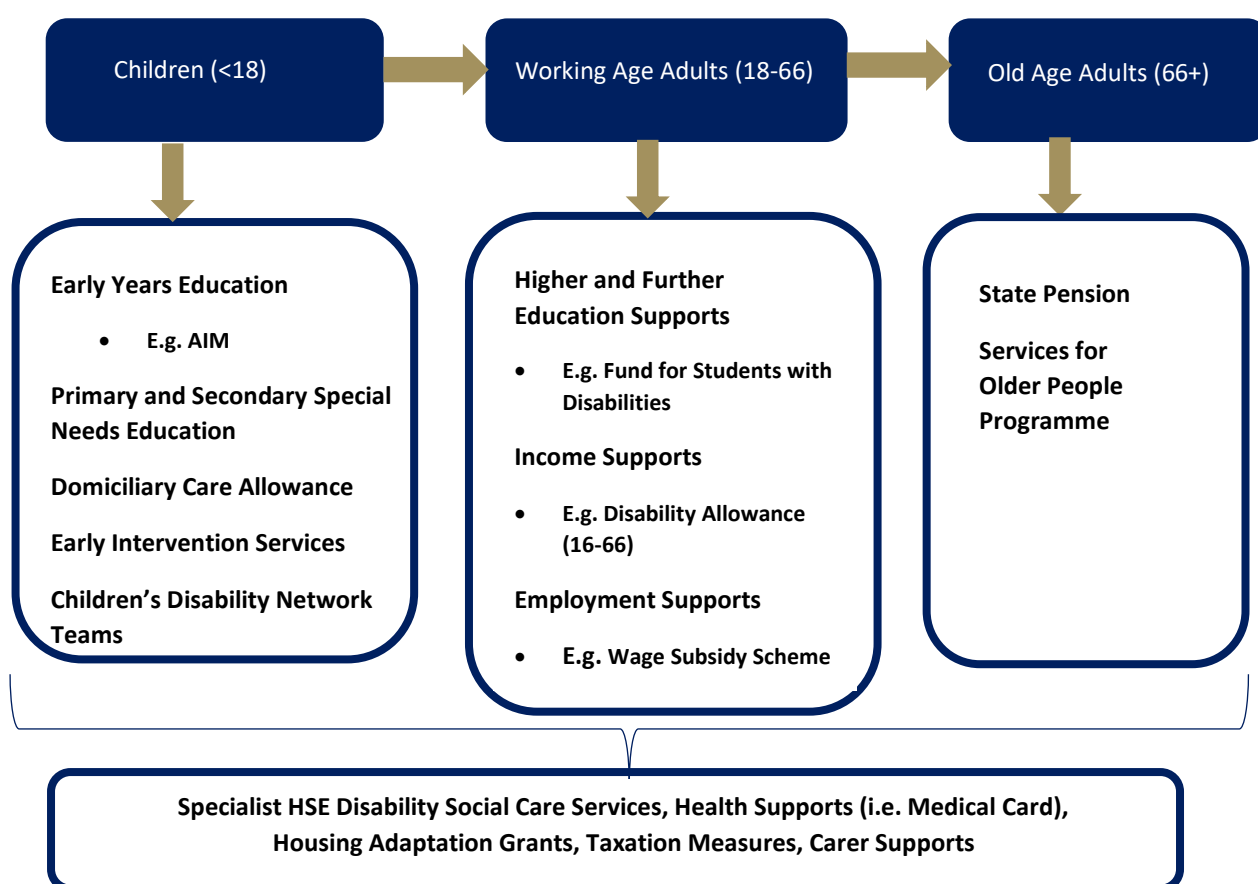 Children (<18)
Working Age Adults (18-66)
Old Age Adults (66+)
Early Years Education
• E.g. AIM
Primary and Secondary Special
Needs Education
Domiciliary Care Allowance
Early Intervention Services
Children’s Disability Network
Teams
Higher and Further
Education Supports
• E.g. Fund for Students with
Disabilities
Income Supports
• E.g. Disability Allowance
(16-66)
Employment Supports
• E.g. Wage Subsidy Scheme
State Pension
Services for
Older People
Programme
Specialist HSE Disability Social Care Services, Health Supports (i.e. Medical Card),
Housing Adaptation Grants, Taxation Measures, Carer Supports